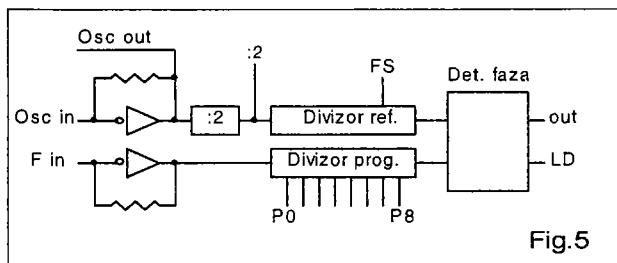 Osc out
:2
FS
Det. faza
Osc in
:2
Divizor ref.
out
F in
Divizor prog.
LD
P0
P8
Fig.5